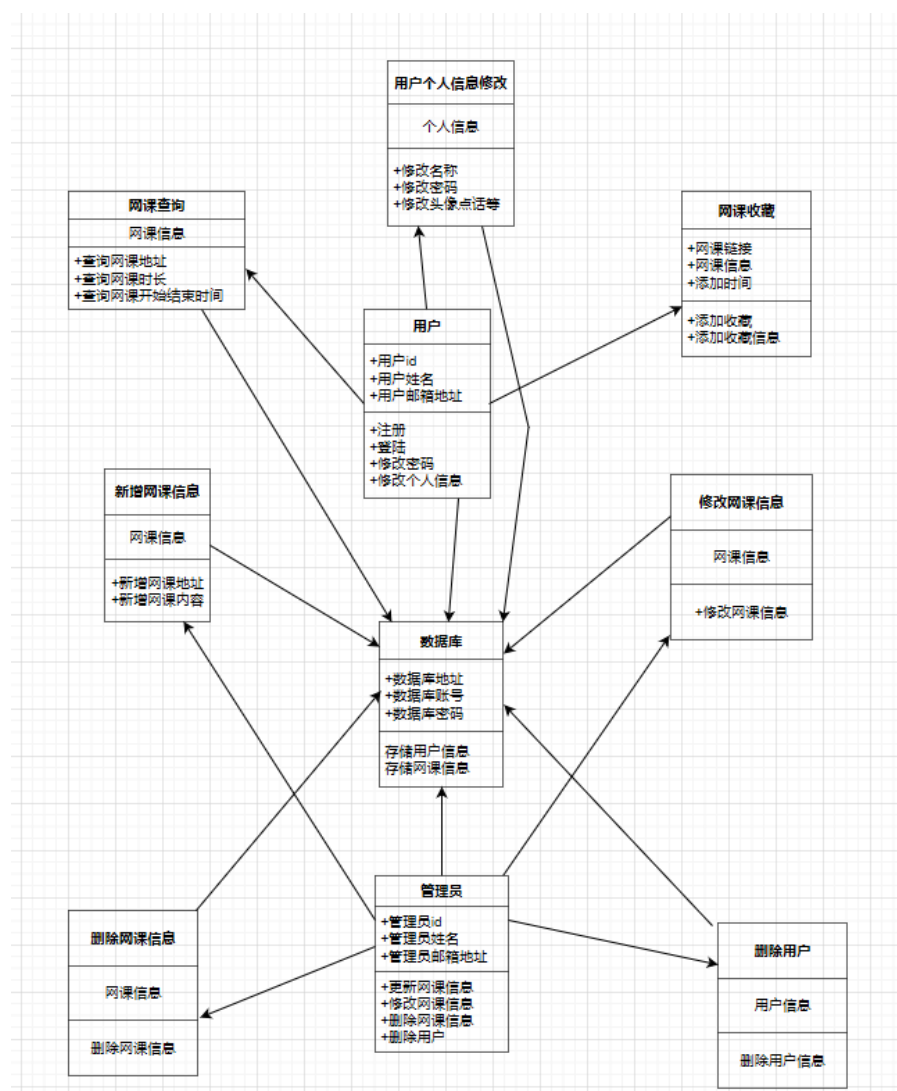 用户个人信息修改
个人信息
+修改名称
+修改密码
+修改头像点话等
网课查询
网课信息
+查询网课地址
+查询网课时长
+查询网课开始结束时间
网课收藏
+网课链接
+网课信息
+添加时间
+添加收藏
+添加收藏信息
用户
+用户id
+用户姓名
+用户邮箱地址
+注册
+登陆
+修改密码
+修改个人信息
新增网课信息
网课信息
+新增网课地址
+新增网课内容
修改网课信息
网课信息
+修改网课信息
数据库
+数据库地址
+数据库账号
+数据库密码
存储用户信息
存储网课信息
管理员
+管理员id
+管理员姓名
+管理员邮箱地址
+更新网课信息
+修改网课信息
+删除网课信息
+删除用户
删除网课信息
网课信息
删除网课信息
删除用户
用户信息
删除用户信息